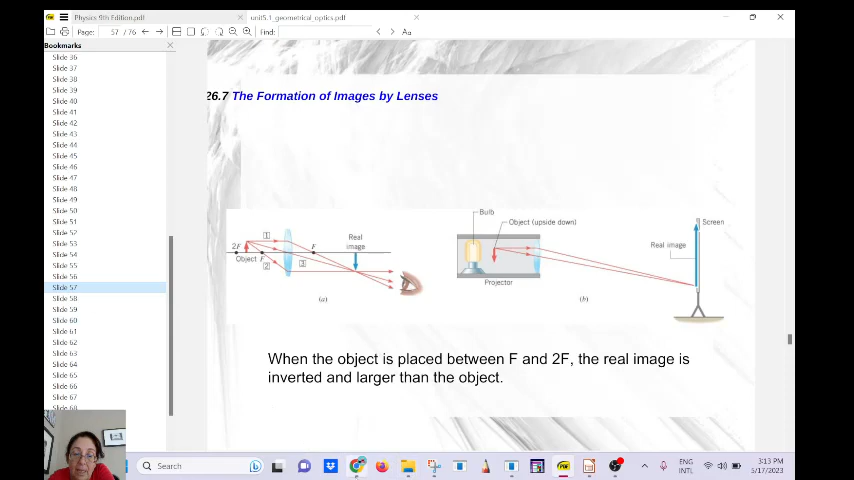 Physics 9th Edition.pdf
unit5.1_geometrical_optics.pdf
Page: 57 / 76
Find:
Aa
Bookmarks
Slide 36
Slide 37
Slide 38
Slide 39
Slide 40
Slide 41
Slide 42
Slide 43
Slide 44
Slide 45
Slide 46
Slide 47
Slide 48
Slide 49
Slide 50
Slide 51
Slide 52
Slide 53
Slide 54
Slide 55
Slide 56
Slide 57
Slide 58
Slide 59
Slide 60
Slide 61
Slide 62
Slide 63
Slide 64
Slide 65
Slide 66
Slide 67
Slide 68
26.7 The Formation of Images by Lenses
1
2F
Object
F
2
3
F
Real
image
(a)
Bulb
Object (upside down)
Projector
Real image
Screen
(b)
When the object is placed between F and 2F, the real image is
inverted and larger than the object.
Search
ENG
INTL
3:13 PM
5/17/2023